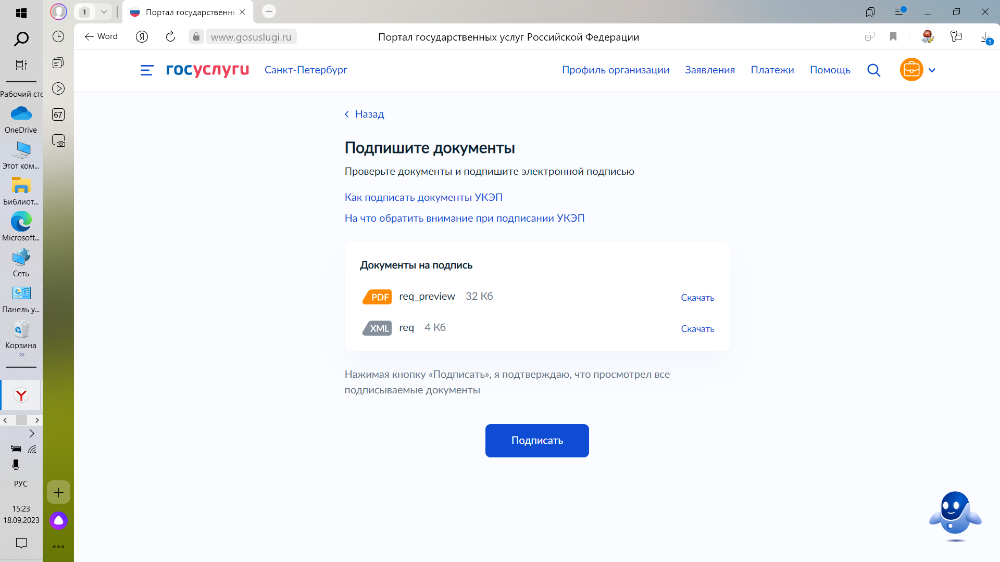 1
Портал государственнь
Word
www.gosuslugi.ru
Портал государственных услуг Российской Федерации
1
госуслуги
Санкт-Петербург
Профиль организации
Заявления
Платежи
Помощь
Рабочий сто
67
OneDrive
Этот ком...
Библиот...
Microsoft...
Сеть
Панель у...
Корзина
РУС
15:23
18.09.2023
Назад
Подпишите документы
Проверьте документы и подпишите электронной подписью
Как подписать документы УКЭП
На что обратить внимание при подписании УКЭП
Документы на подпись
PDF req_preview 32 Кб Скачать
XML req 4 Кб Скачать
Нажимая кнопку «Подписать», я подтверждаю, что просмотрел все
подписываемые документы
Подписать